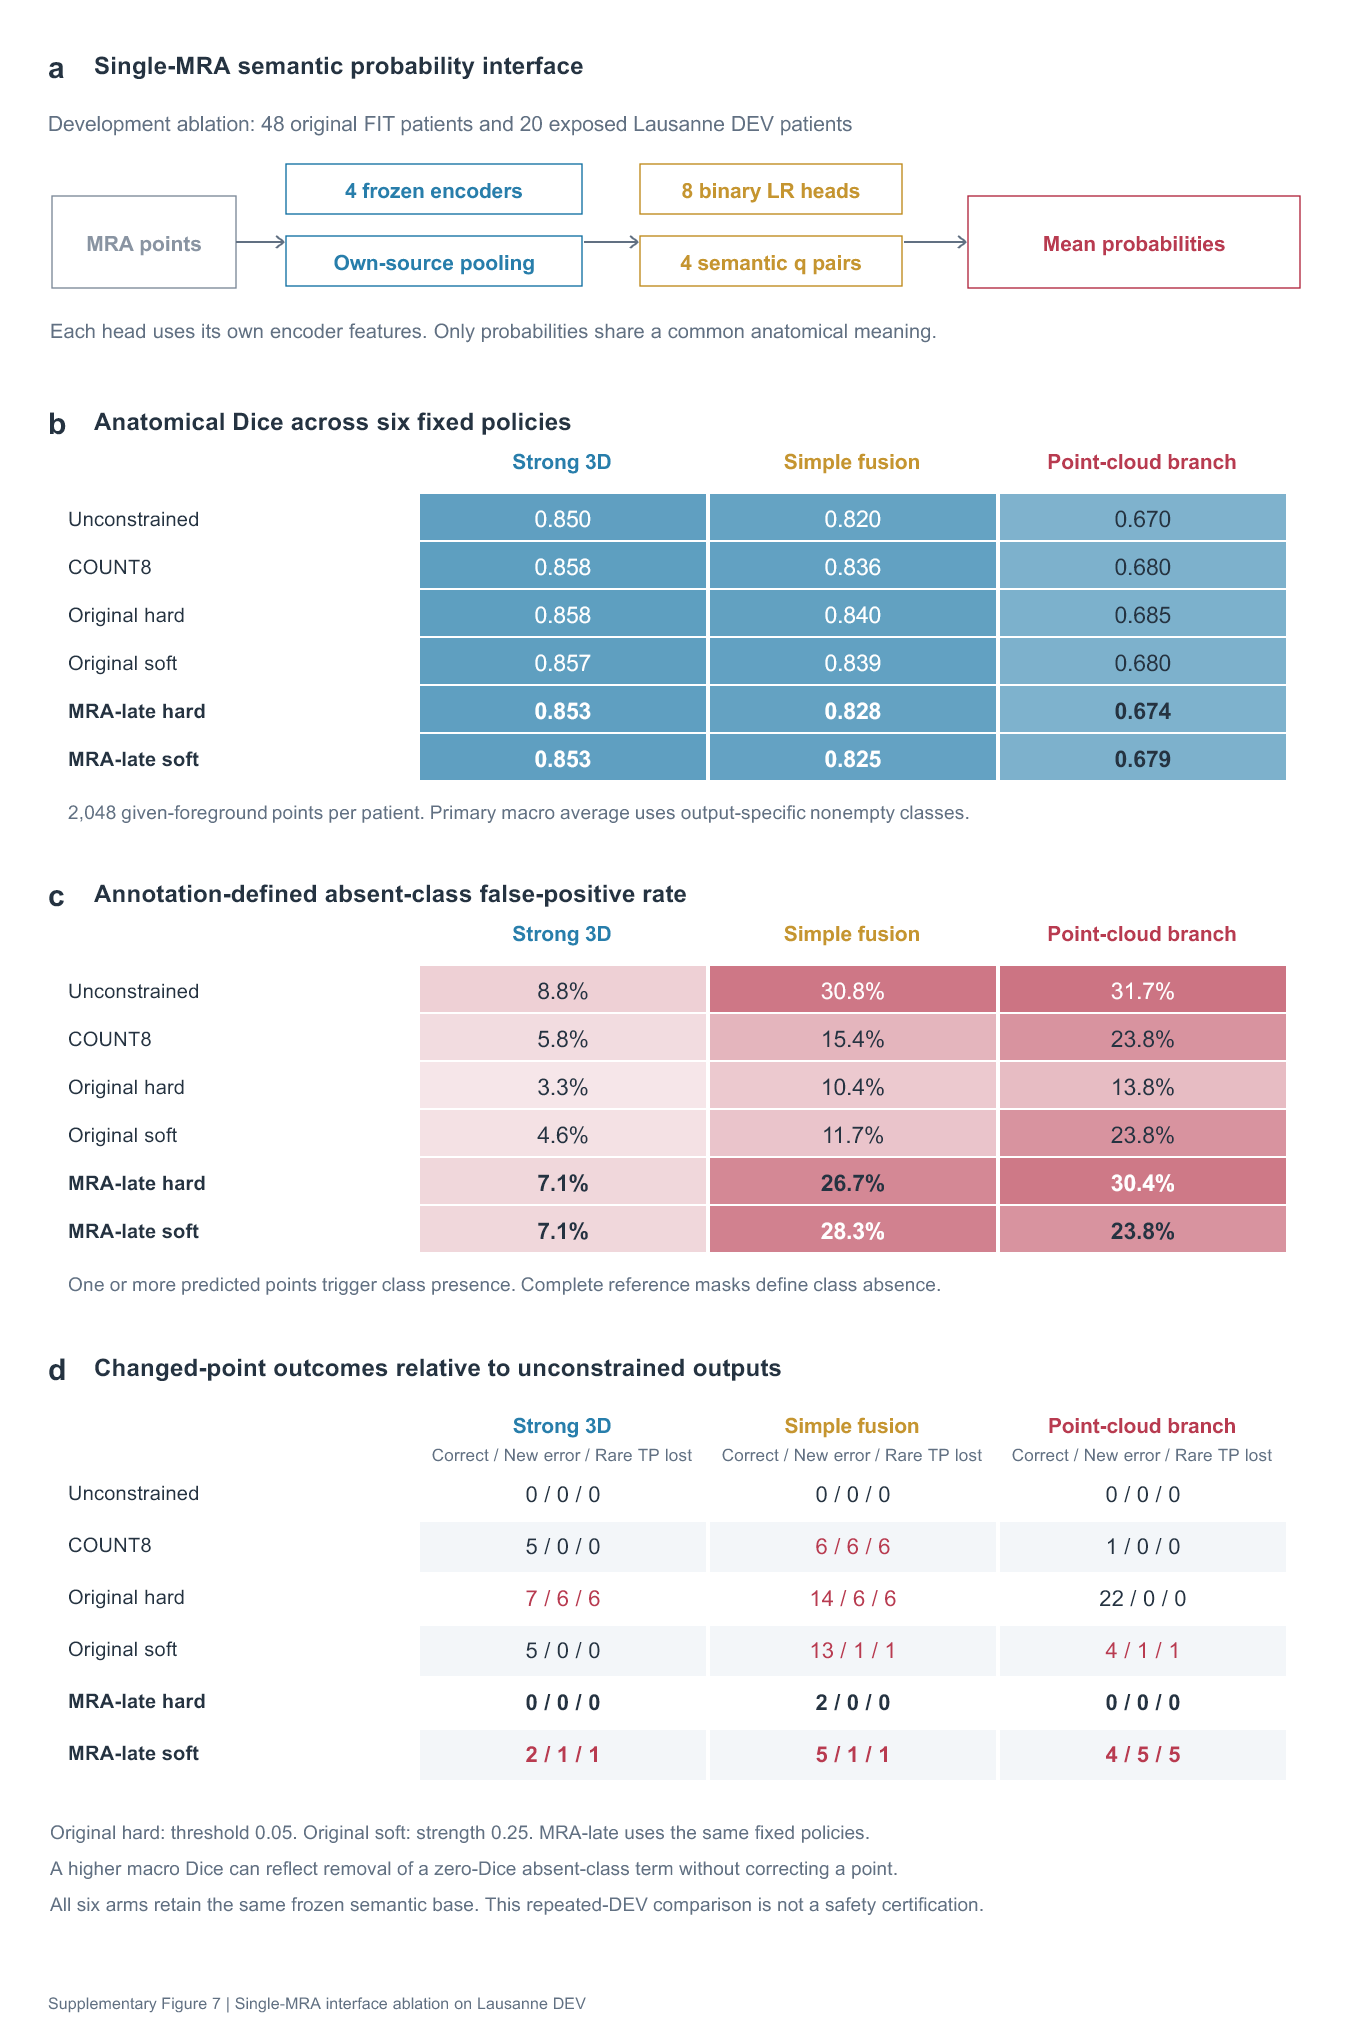 a Single-MRA semantic probability interface
Development ablation: 48 original FIT patients and 20 exposed Lausanne DEV patients
MRA points
4 frozen encoders
Own-source pooling
8 binary LR heads
4 semantic q pairs
Mean probabilities
Each head uses its own encoder features. Only probabilities share a common anatomical meaning.
b Anatomical Dice across six fixed policies
Strong 3D Simple fusion Point-cloud branch
Unconstrained 0.850 0.820 0.670
COUNT8 0.858 0.836 0.680
Original hard 0.858 0.840 0.685
Original soft 0.857 0.839 0.680
MRA-late hard 0.853 0.828 0.674
MRA-late soft 0.853 0.825 0.679
2,048 given-foreground points per patient. Primary macro average uses output-specific nonempty classes.
c Annotation-defined absent-class false-positive rate
Strong 3D Simple fusion Point-cloud branch
Unconstrained 8.8% 30.8% 31.7%
COUNT8 5.8% 15.4% 23.8%
Original hard 3.3% 10.4% 13.8%
Original soft 4.6% 11.7% 23.8%
MRA-late hard 7.1% 26.7% 30.4%
MRA-late soft 7.1% 28.3% 23.8%
One or more predicted points trigger class presence. Complete reference masks define class absence.
d Changed-point outcomes relative to unconstrained outputs
Strong 3D Simple fusion Point-cloud branch
Correct / New error / Rare TP lost Correct / New error / Rare TP lost Correct / New error / Rare TP lost
Unconstrained 0 / 0 / 0 0 / 0 / 0 0 / 0 / 0
COUNT8 5 / 0 / 0 6 / 6 / 6 1 / 0 / 0
Original hard 7 / 6 / 6 14 / 6 / 6 22 / 0 / 0
Original soft 5 / 0 / 0 13 / 1 / 1 4 / 1 / 1
MRA-late hard 0 / 0 / 0 2 / 0 / 0 0 / 0 / 0
MRA-late soft 2 / 1 / 1 5 / 1 / 1 4 / 5 / 5
Original hard: threshold 0.05. Original soft: strength 0.25. MRA-late uses the same fixed policies.
A higher macro Dice can reflect removal of a zero-Dice absent-class term without correcting a point.
All six arms retain the same frozen semantic base. This repeated-DEV comparison is not a safety certification.
Supplementary Figure 7 | Single-MRA interface ablation on Lausanne DEV